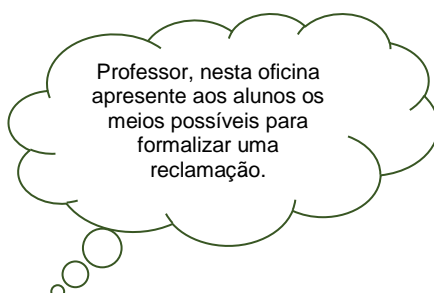 Professor, nesta oficina
apresente aos alunos os
meios possíveis para
formalizar uma
reclamação.